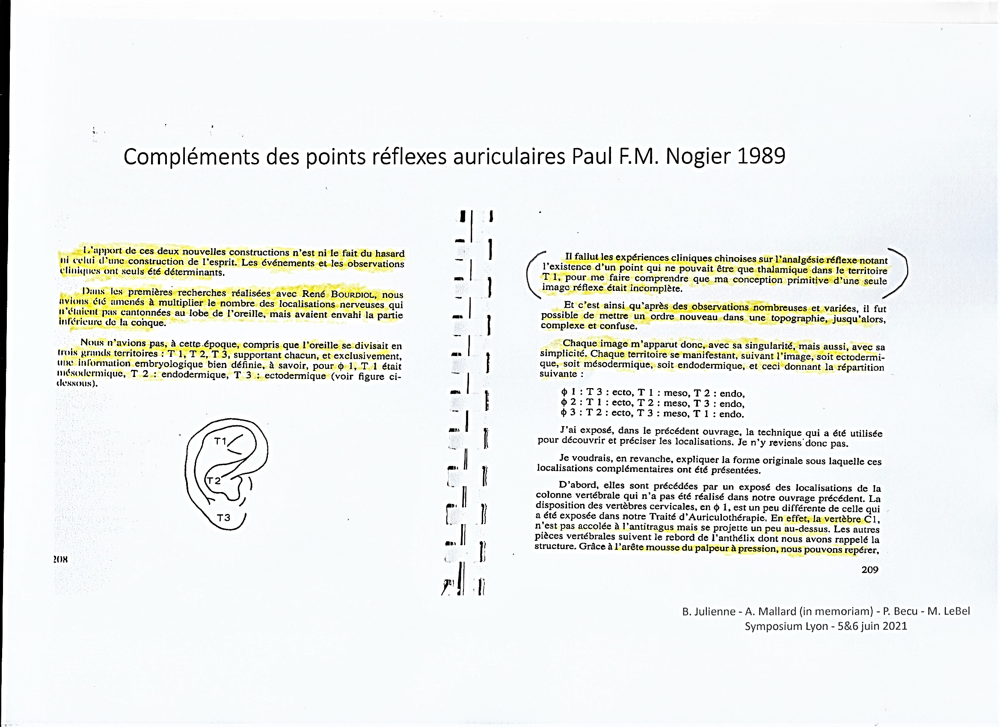 Compléments des points réflexes auriculaires Paul F.M. Nogier 1989
L'apport de ces deux nouvelles constructions n'est ni le fait du hasard
ni celui d'une construction de l'esprit. Les événements et les observations
cliniques ont seuls été déterminants.
Dans les premières recherches réalisées avec René BOURDIOL, nous
avions été amenés à multiplier le nombre des localisations nerveuses qui
n'étaient pas cantonnées au lobe de l'oreille, mais avaient envahi la partie
inférieure de la conque.
Nous n'avions pas, à cette époque, compris que l'oreille se divisait en
trois grands territoires : T 1, T 2, T 3, supportant chacun, et exclusivement,
une information embryologique bien définie, à savoir, pour ϕ 1, T 1 était
mésodermique, T 2 : endodermique, T 3 : ectodermique (voir figure ci-
dessous).
T1
T2
T3
208
Il fallut les expériences cliniques chinoises sur l'analgésie réflexe notant
l'existence d'un point qui ne pouvait être que thalamique dans le territoire
T 1, pour me faire comprendre que ma conception primitive d'une seule
image réflexe était incomplète.
Et c'est ainsi qu'après des observations nombreuses et variées, il fut
possible de mettre un ordre nouveau dans une topographie, jusqu'alors,
complexe et confuse.
Chaque image m'apparut donc, avec sa singularité, mais aussi, avec sa
simplicité. Chaque territoire se manifestant, suivant l'image, soit ectodermi-
que, soit mésodermique, soit endodermique, et ceci donnant la répartition
suivante :
ϕ 1 : T 3 : ecto, T 1 : meso, T 2 : endo,
ϕ 2 : T 1 : ecto, T 2 : meso, T 3 : endo,
ϕ 3 : T 2 : ecto, T 3 : meso, T 1 : endo.
J'ai exposé, dans le précédent ouvrage, la technique qui a été utilisée
pour découvrir et préciser les localisations. Je n'y reviens donc pas.
Je voudrais, en revanche, expliquer la forme originale sous laquelle ces
localisations complémentaires ont été présentées.
D'abord, elles sont précédées par un exposé des localisations de la
colonne vertébrale qui n'a pas été réalisé dans notre ouvrage précédent. La
disposition des vertèbres cervicales, en ϕ 1, est un peu différente de celle qui
a été exposée dans notre Traité d'Auriculothérapie. En effet, la vertèbre C1,
n'est pas accolée à l'antitragus mais se projette un peu au-dessus. Les autres
pièces vertébrales suivent le rebord de l'anthélix dont nous avons rappelé la
structure. Grâce à l'arête mousse du palpeur à pression, nous pouvons repérer,
209
B. Julienne - A. Mallard (in memoriam) - P. Becu - M. LeBel
Symposium Lyon - 5&6 juin 2021